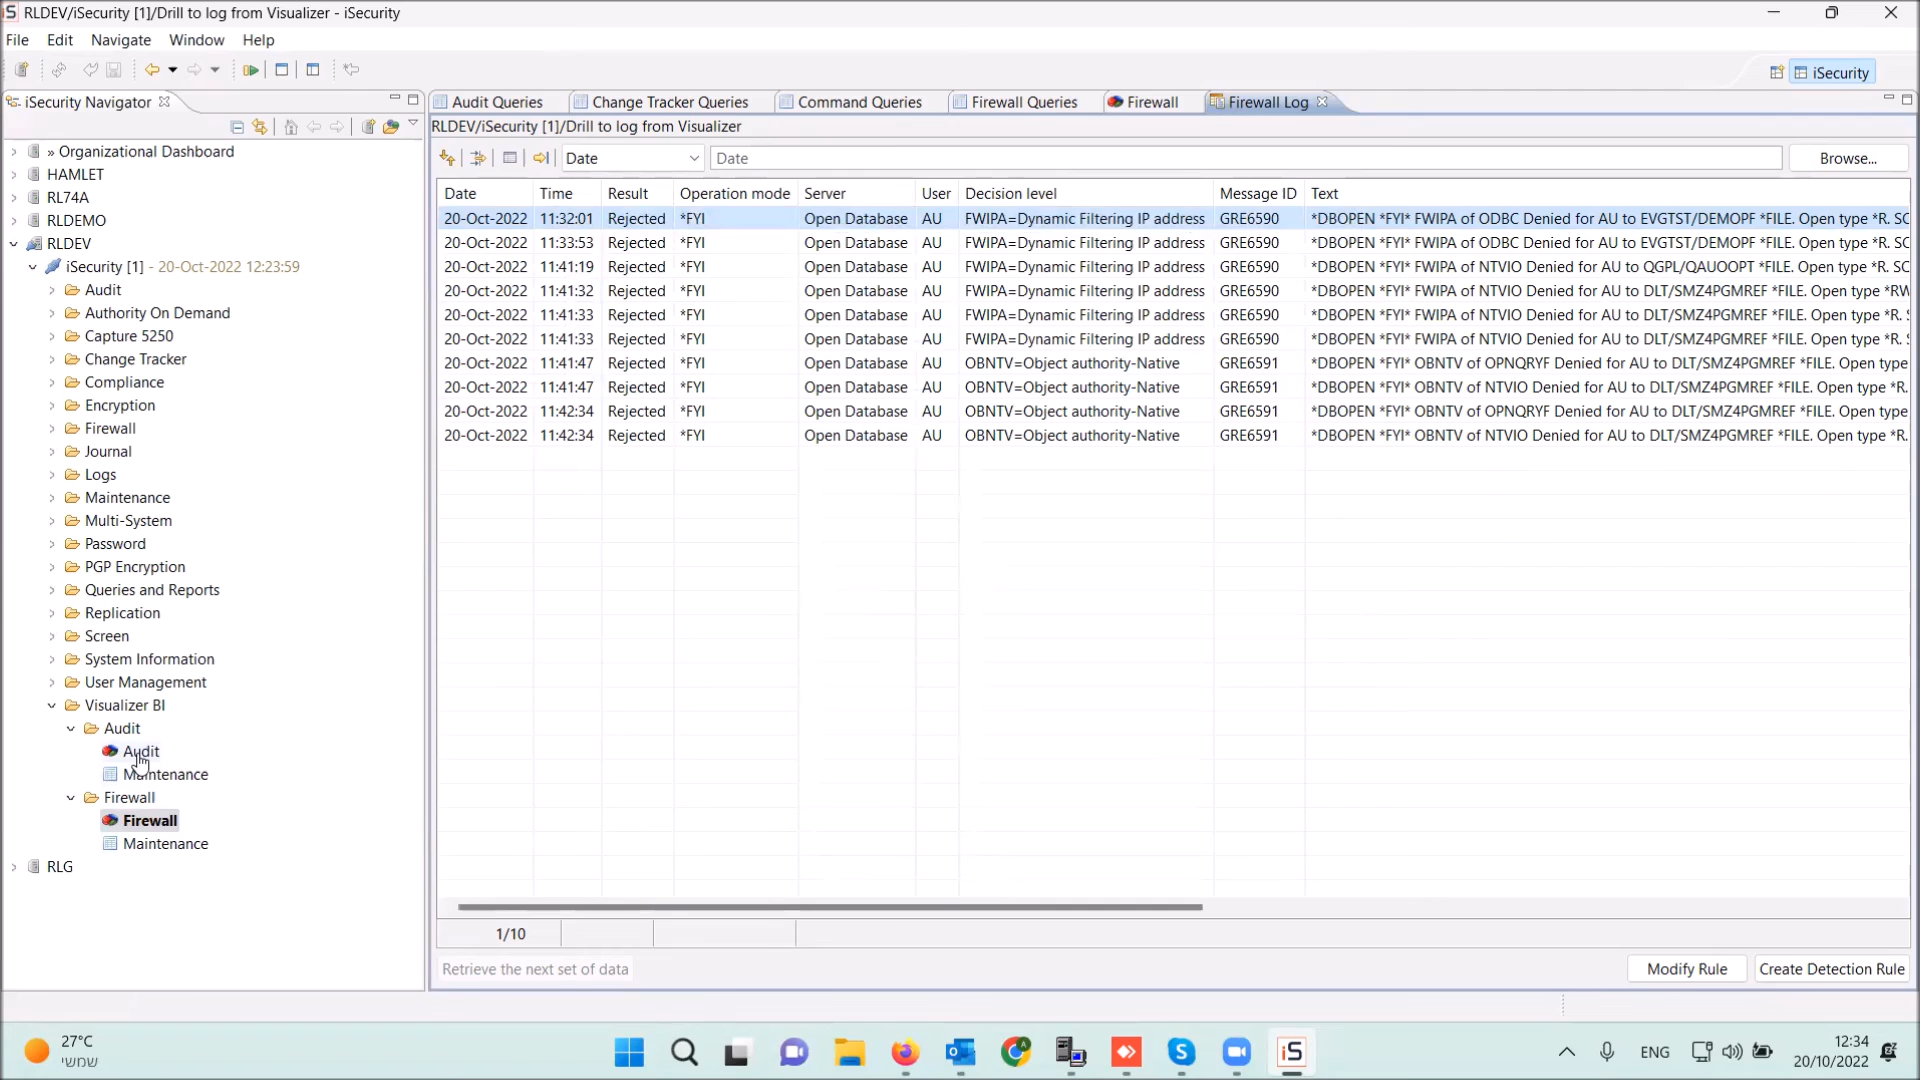 RLDEV/iSecurity [1]/Drill to log from Visualizer - iSecurity
File Edit Navigate Window Help
iSecurity
iSecurity Navigator
» Organizational Dashboard
HAMLET
RL74A
RLDEMO
RLDEV
iSecurity [1] - 20-Oct-2022 12:23:59
Audit
Authority On Demand
Capture 5250
Change Tracker
Compliance
Encryption
Firewall
Journal
Logs
Maintenance
Multi-System
Password
PGP Encryption
Queries and Reports
Replication
Screen
System Information
User Management
Visualizer BI
Audit
Audit
Maintenance
Firewall
Firewall
Maintenance
RLG
Audit Queries Change Tracker Queries Command Queries Firewall Queries Firewall Firewall Log
RLDEV/iSecurity [1]/Drill to log from Visualizer
Date Date Browse...
Date Time Result Operation mode Server User Decision level Message ID Text
20-Oct-2022 11:32:01 Rejected *FYI Open Database AU FWIPA=Dynamic Filtering IP address GRE6590 *DBOPEN *FYI* FWIPA of ODBC Denied for AU to EVGTST/DEMOPF *FILE. Open type *R. SC
20-Oct-2022 11:33:53 Rejected *FYI Open Database AU FWIPA=Dynamic Filtering IP address GRE6590 *DBOPEN *FYI* FWIPA of ODBC Denied for AU to EVGTST/DEMOPF *FILE. Open type *R. SC
20-Oct-2022 11:41:19 Rejected *FYI Open Database AU FWIPA=Dynamic Filtering IP address GRE6590 *DBOPEN *FYI* FWIPA of NTVIO Denied for AU to QGPL/QAUOOPT *FILE. Open type *R. SC
20-Oct-2022 11:41:32 Rejected *FYI Open Database AU FWIPA=Dynamic Filtering IP address GRE6590 *DBOPEN *FYI* FWIPA of NTVIO Denied for AU to DLT/SMZ4PGMREF *FILE. Open type *RW
20-Oct-2022 11:41:33 Rejected *FYI Open Database AU FWIPA=Dynamic Filtering IP address GRE6590 *DBOPEN *FYI* FWIPA of NTVIO Denied for AU to DLT/SMZ4PGMREF *FILE. Open type *R.
20-Oct-2022 11:41:33 Rejected *FYI Open Database AU FWIPA=Dynamic Filtering IP address GRE6590 *DBOPEN *FYI* FWIPA of NTVIO Denied for AU to DLT/SMZ4PGMREF *FILE. Open type *R.
20-Oct-2022 11:41:47 Rejected *FYI Open Database AU OBNTV=Object authority-Native GRE6591 *DBOPEN *FYI* OBNTV of OPNQRYF Denied for AU to DLT/SMZ4PGMREF *FILE. Open type
20-Oct-2022 11:41:47 Rejected *FYI Open Database AU OBNTV=Object authority-Native GRE6591 *DBOPEN *FYI* OBNTV of NTVIO Denied for AU to DLT/SMZ4PGMREF *FILE. Open type *R.
20-Oct-2022 11:42:34 Rejected *FYI Open Database AU OBNTV=Object authority-Native GRE6591 *DBOPEN *FYI* OBNTV of OPNQRYF Denied for AU to DLT/SMZ4PGMREF *FILE. Open type
20-Oct-2022 11:42:34 Rejected *FYI Open Database AU OBNTV=Object authority-Native GRE6591 *DBOPEN *FYI* OBNTV of NTVIO Denied for AU to DLT/SMZ4PGMREF *FILE. Open type *R.
1/10
Retrieve the next set of data Modify Rule Create Detection Rule
27°C
שמשי
ENG
12:34
20/10/2022